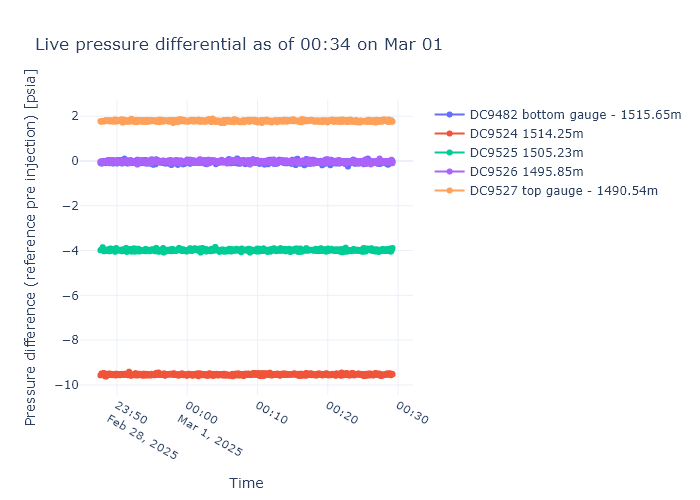 Live pressure differential as of 00:34 on Mar 01
Pressure difference (reference pre injection) [psia]
2
0
−2
−4
−6
−8
−10
23:50
Feb 28, 2025
00:00
Mar 1, 2025
00:10
00:20
00:30
Time
DC9482 bottom gauge - 1515.65m
DC9524 1514.25m
DC9525 1505.23m
DC9526 1495.85m
DC9527 top gauge - 1490.54m